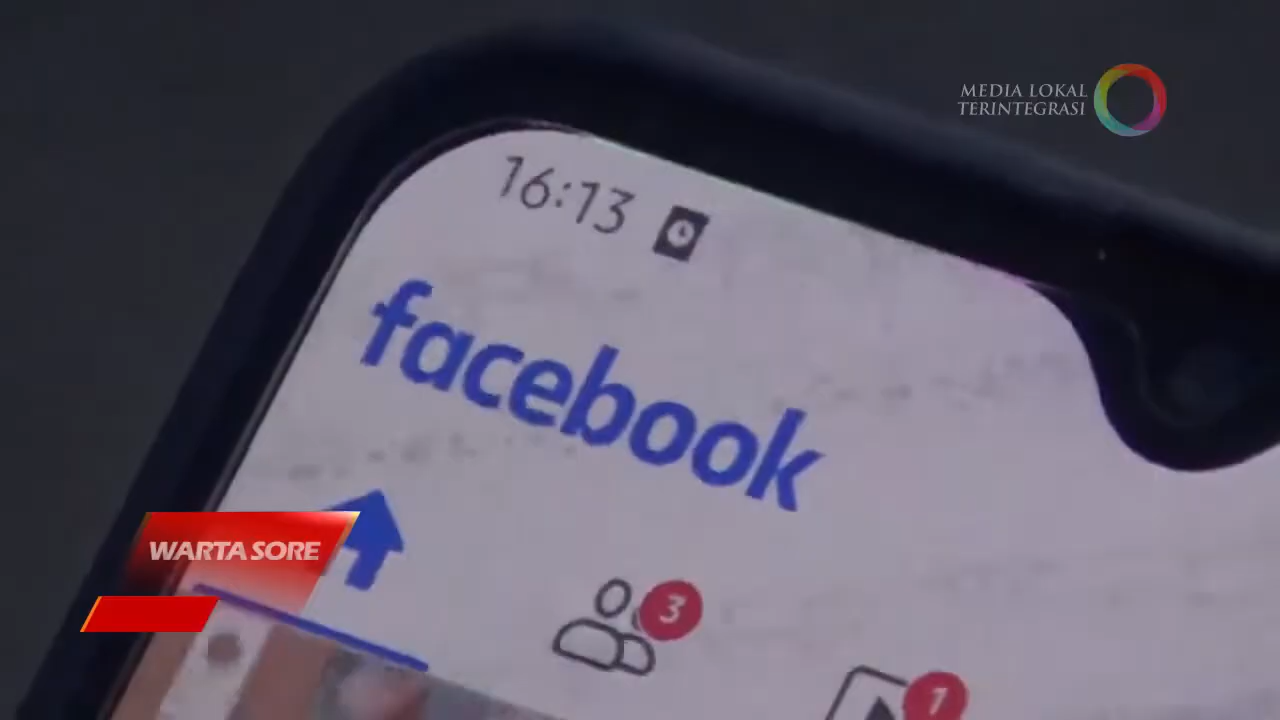 MEDIA LOKAL
TERINTEGRASI
16:13
facebook
WARTA SORE
3
1